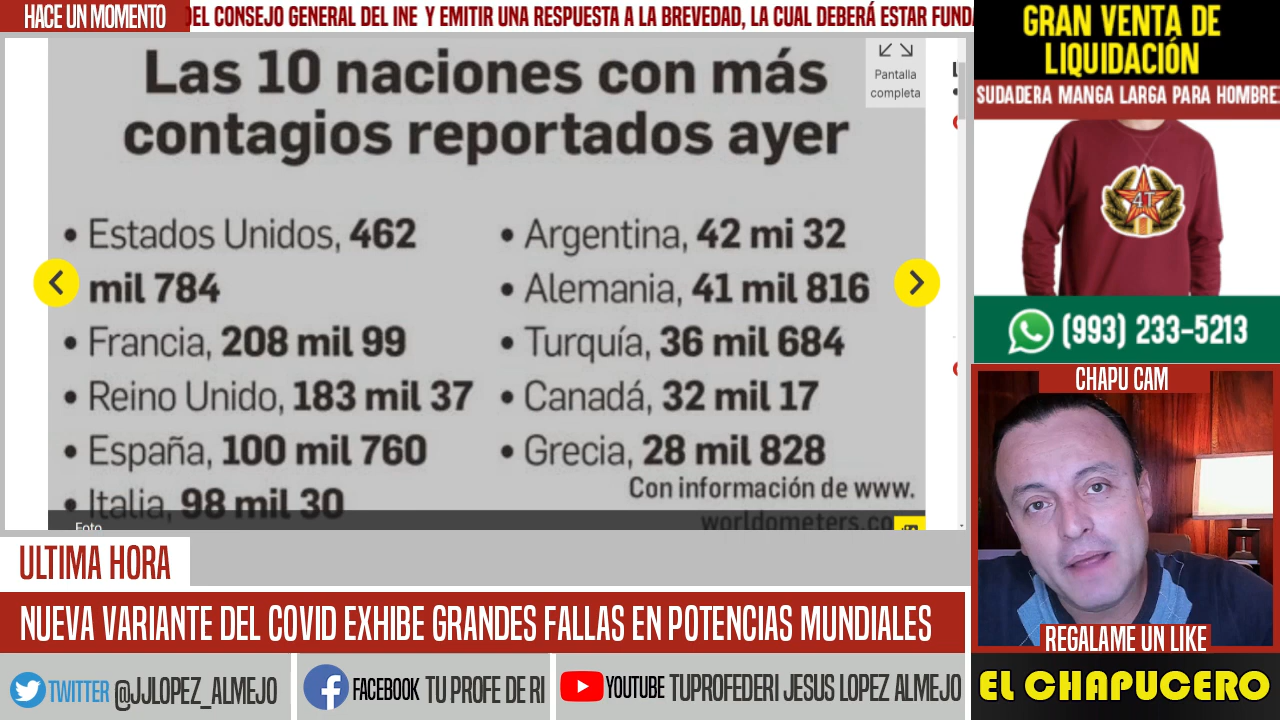 HACE UN MOMENTO
DEL CONSEJO GENERAL DEL INE Y EMITIR UNA RESPUESTA A LA BREVEDAD, LA CUAL DEBERÁ ESTAR FUNDA
GRAN VENTA DE
LIQUIDACIÓN
SUDADERA MANGA LARGA PARA HOMBRE
4T
(993) 233-5213
Las 10 naciones con más
contagios reportados ayer
Pantalla
completa
• Estados Unidos, 462
mil 784
• Francia, 208 mil 99
• Reino Unido, 183 mil 37
• España, 100 mil 760
• Italia, 98 mil 30
• Argentina, 42 mi 32
• Alemania, 41 mil 816
• Turquía, 36 mil 684
• Canadá, 32 mil 17
• Grecia, 28 mil 828
Con información de www.
worldometers.co
Foto
CHAPU CAM
REGALAME UN LIKE
EL CHAPUCERO
ULTIMA HORA
NUEVA VARIANTE DEL COVID EXHIBE GRANDES FALLAS EN POTENCIAS MUNDIALES
TWITTER @JJLOPEZ_ALMEJO
FACEBOOK TU PROFE DE RI
YOUTUBE TUPROFEDERI JESUS LOPEZ ALMEJO